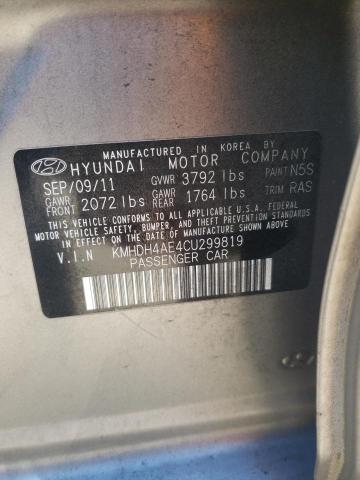 MANUFACTURED IN KOREA BY
HYUNDAI MOTOR COMPANY
SEP/09/11 GVWR 3792 lbs PAINT N5S
GAWR FRONT 2072 lbs GAWR REAR 1764 lbs TRIM RAS
THIS VEHICLE CONFORMS TO ALL APPLICABLE U.S. FEDERAL
MOTOR VEHICLE SAFETY, BUMPER, AND THEFT PREVENTION
STANDARDS IN EFFECT ON THE DATE OF MANUFACTURE SHOWN ABOVE.
V.I.N KMHDH4AE4CU299819
PASSENGER CAR